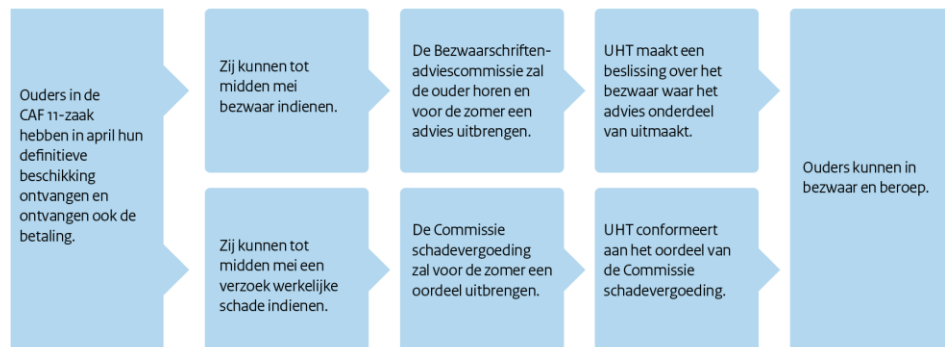 Ouders in de
CAF 11-zaak
hebben in april hun
definitieve
beschikking
ontvangen en
ontvangen ook de
betaling.
Zij kunnen tot
midden mei
bezwaar indienen.
De Bezwaarschriften-
adviescommissie zal
de ouder horen en
voor de zomer een
advies uitbrengen.
UHT maakt een
beslissing over het
bezwaar waar het
advies onderdeel
van uitmaakt.
Zij kunnen tot
midden mei een
verzoek werkelijke
schade indienen.
De Commissie
schadevergoeding
zal voor de zomer een
oordeel uitbrengen.
UHT conformeert
aan het oordeel van
de Commissie
schadevergoeding.
Ouders kunnen in
bezwaar en beroep.